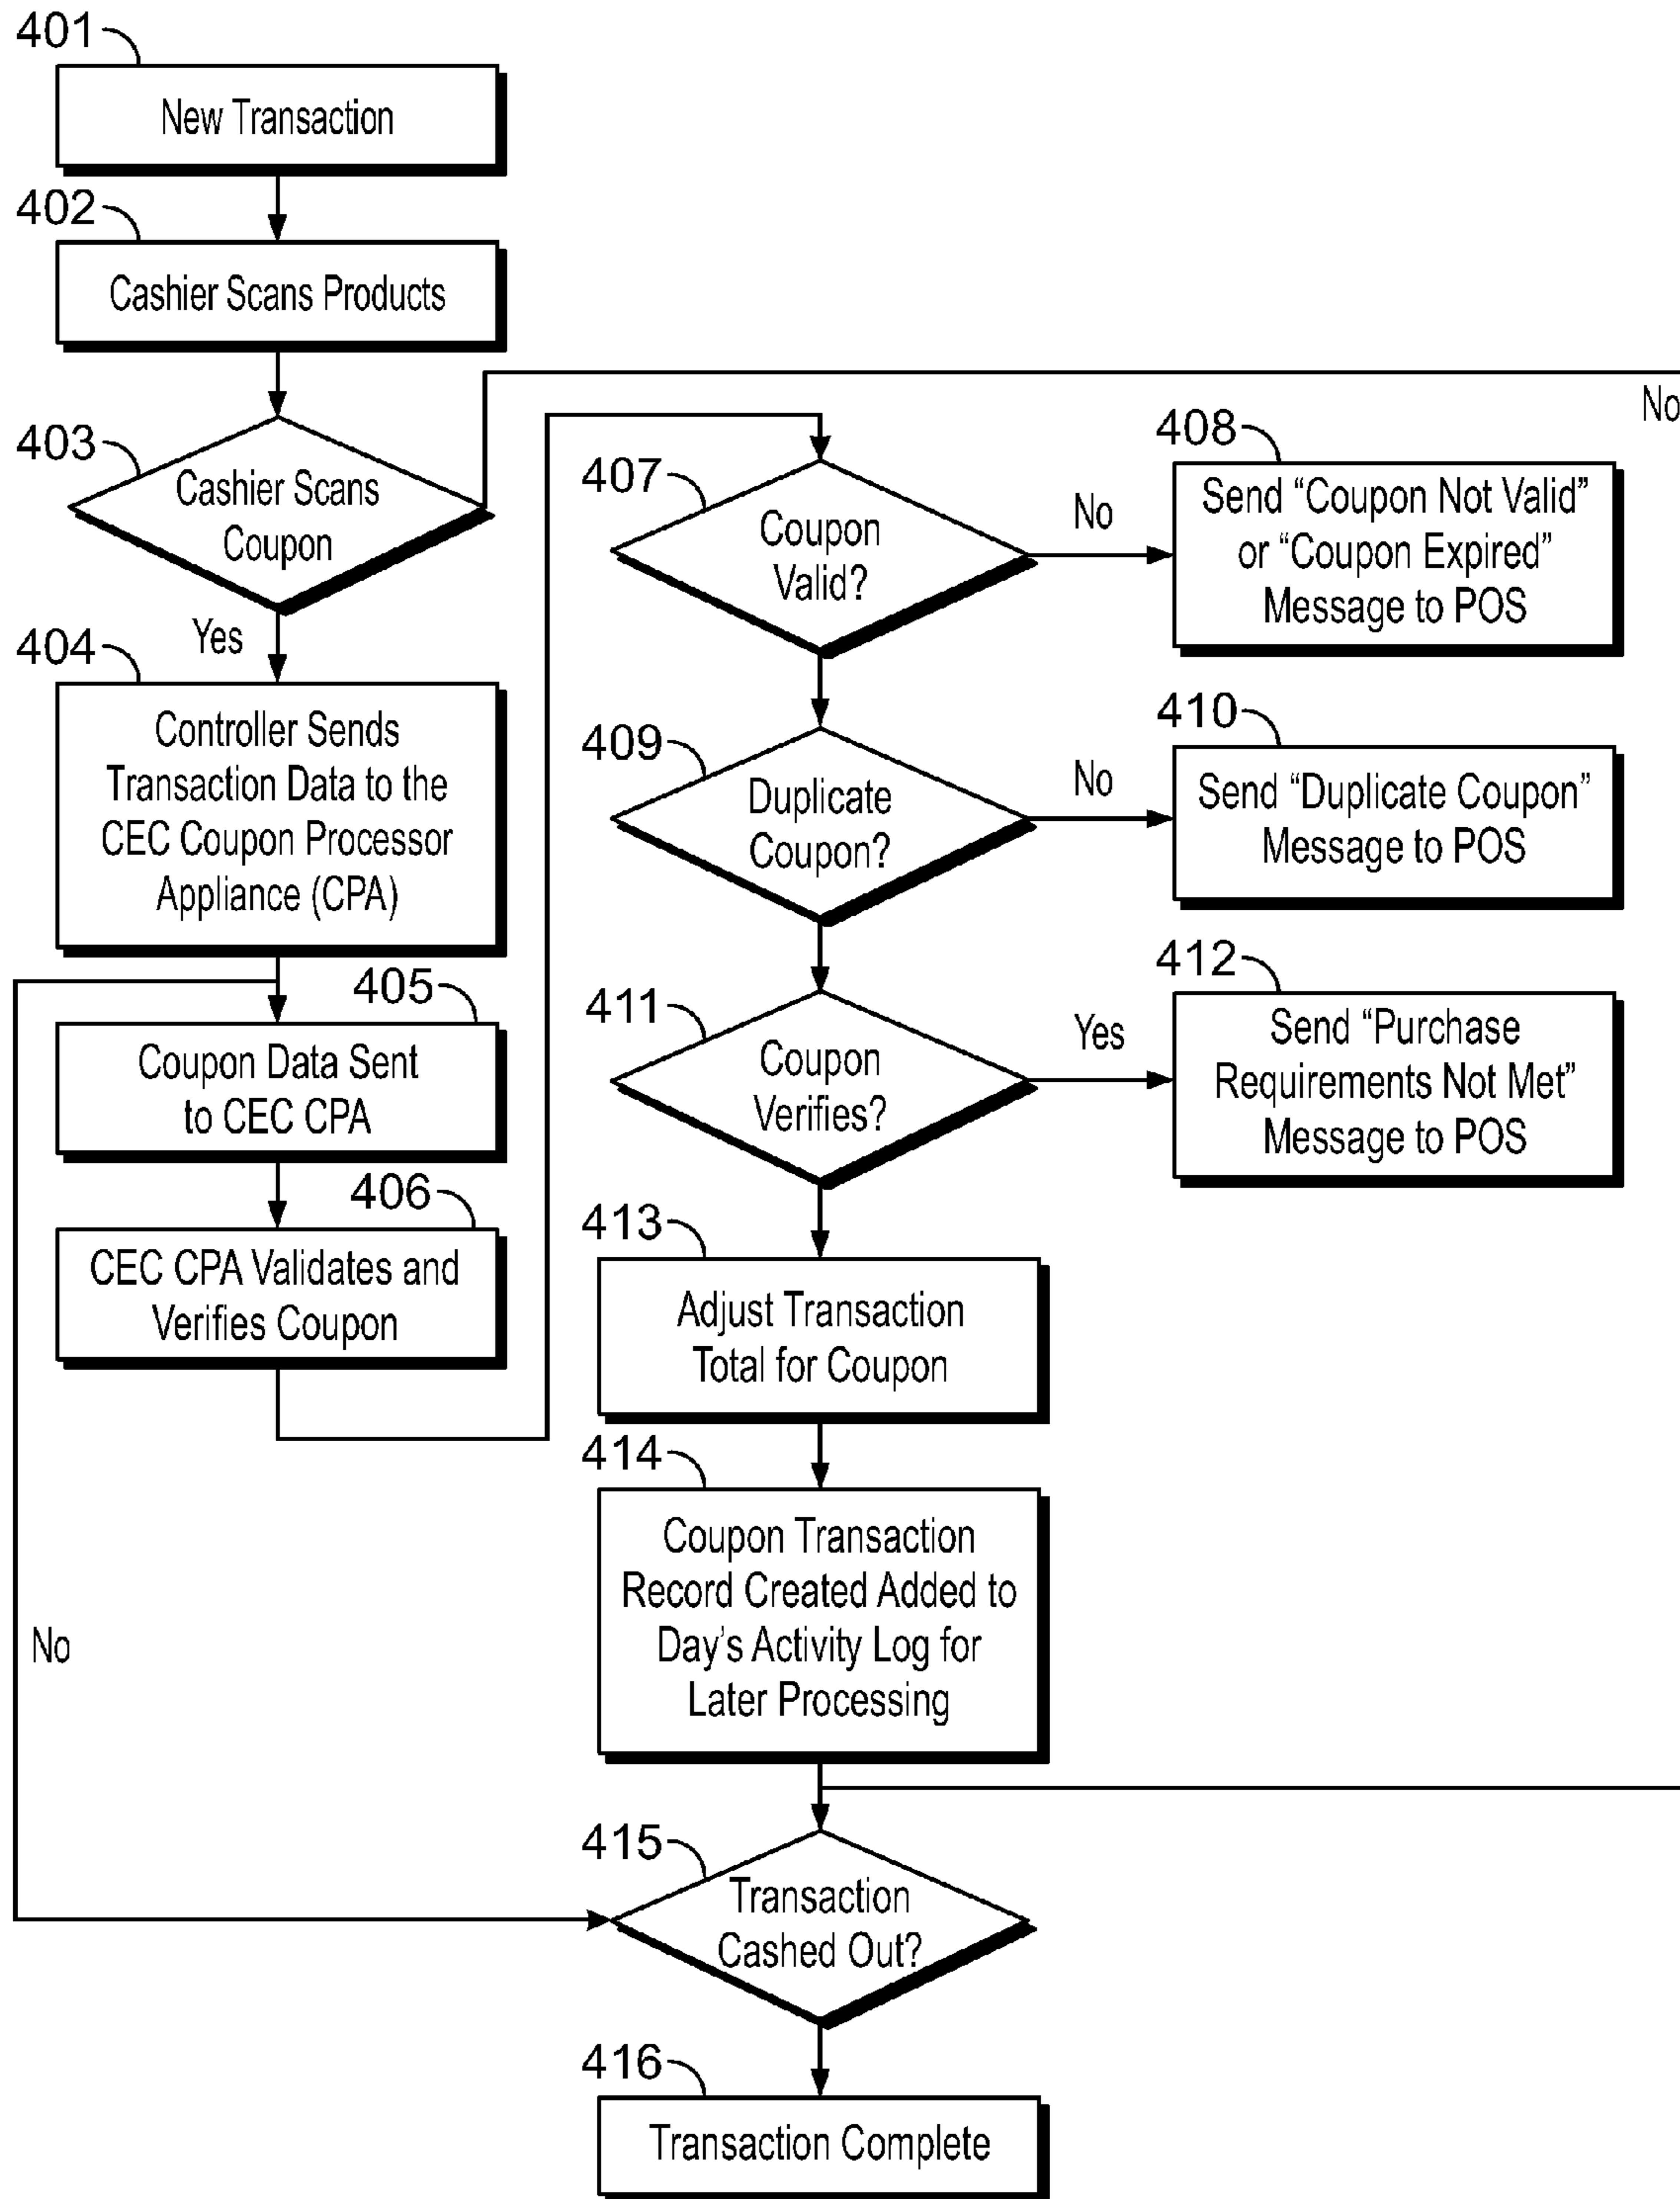 401
New Transaction
402
Cashier Scans Products
403
Cashier Scans
Coupon
No
Yes
404
Controller Sends
Transaction Data to the
CEC Coupon Processor
Appliance (CPA)
405
Coupon Data Sent
to CEC CPA
406
CEC CPA Validates and
Verifies Coupon
No
407
Coupon
Valid?
No
408
Send “Coupon Not Valid”
or “Coupon Expired”
Message to POS
409
Duplicate
Coupon?
No
410
Send “Duplicate Coupon”
Message to POS
411
Coupon
Verifies?
Yes
412
Send “Purchase
Requirements Not Met”
Message to POS
413
Adjust Transaction
Total for Coupon
414
Coupon Transaction
Record Created Added to
Day’s Activity Log for
Later Processing
415
Transaction
Cashed Out?
416
Transaction Complete